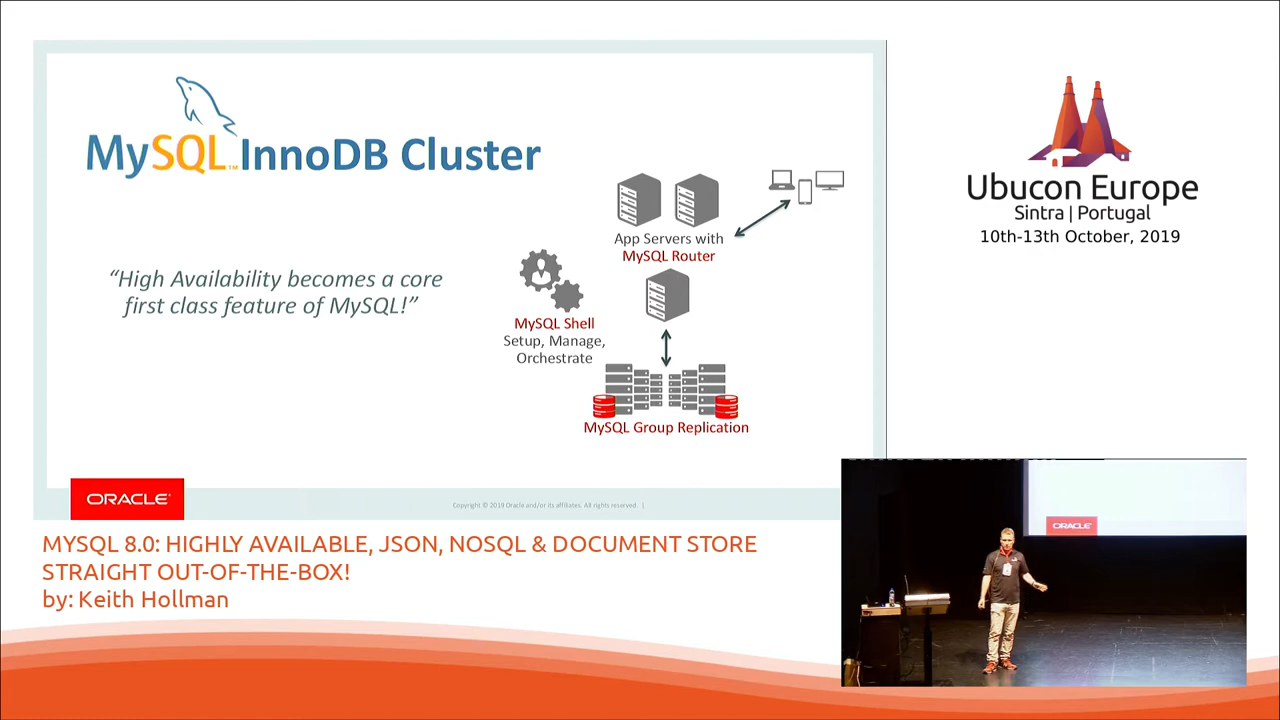 MySQL™ InnoDB Cluster
“High Availability becomes a core
first class feature of MySQL!”
App Servers with
MySQL Router
MySQL Shell
Setup, Manage,
Orchestrate
MySQL Group Replication
ORACLE®
Copyright © 2019 Oracle and/or its affiliates. All rights reserved. |
Ubucon Europe
Sintra | Portugal
10th-13th October, 2019
ORACLE
MYSQL 8.0: HIGHLY AVAILABLE, JSON, NOSQL & DOCUMENT STORE
STRAIGHT OUT-OF-THE-BOX!
by: Keith Hollman